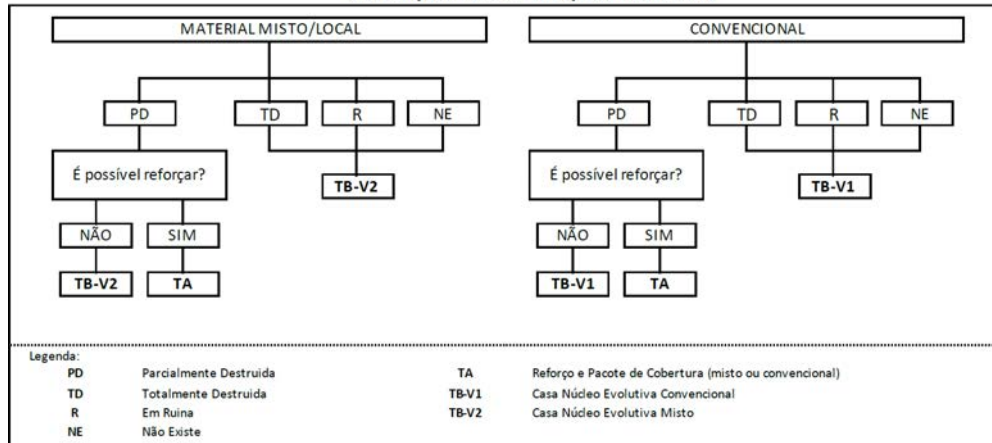 MATERIAL MISTO/LOCAL
PD
TD
R
NE
É possível reforçar?
TB-V2
NÃO
SIM
TB-V2
TA
CONVENCIONAL
PD
TD
R
NE
É possível reforçar?
TB-V1
NÃO
SIM
TB-V1
TA
Legenda:
PD Parcialmente Destruida
TD Totalmente Destruida
R Em Ruina
NE Não Existe
TA Reforço e Pacote de Cobertura (misto ou convencional)
TB-V1 Casa Núcleo Evolutiva Convencional
TB-V2 Casa Núcleo Evolutiva Misto